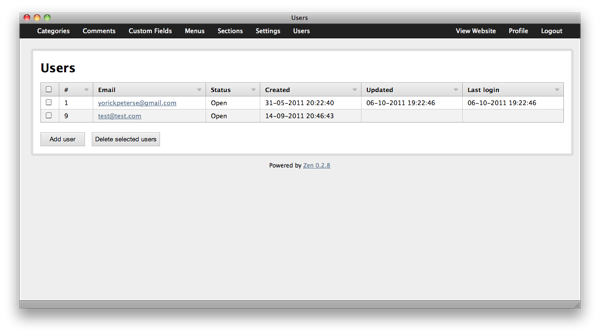 Users
Categories Comments Custom Fields Menus Sections Settings Users View Website Profile Logout
Users
# Email Status Created Updated Last login
1 yorickpeterse@gmail.com Open 31-05-2011 20:22:40 06-10-2011 19:22:46 06-10-2011 19:22:46
9 test@test.com Open 14-09-2011 20:46:43
Add user Delete selected users
Powered by Zen 0.2.8